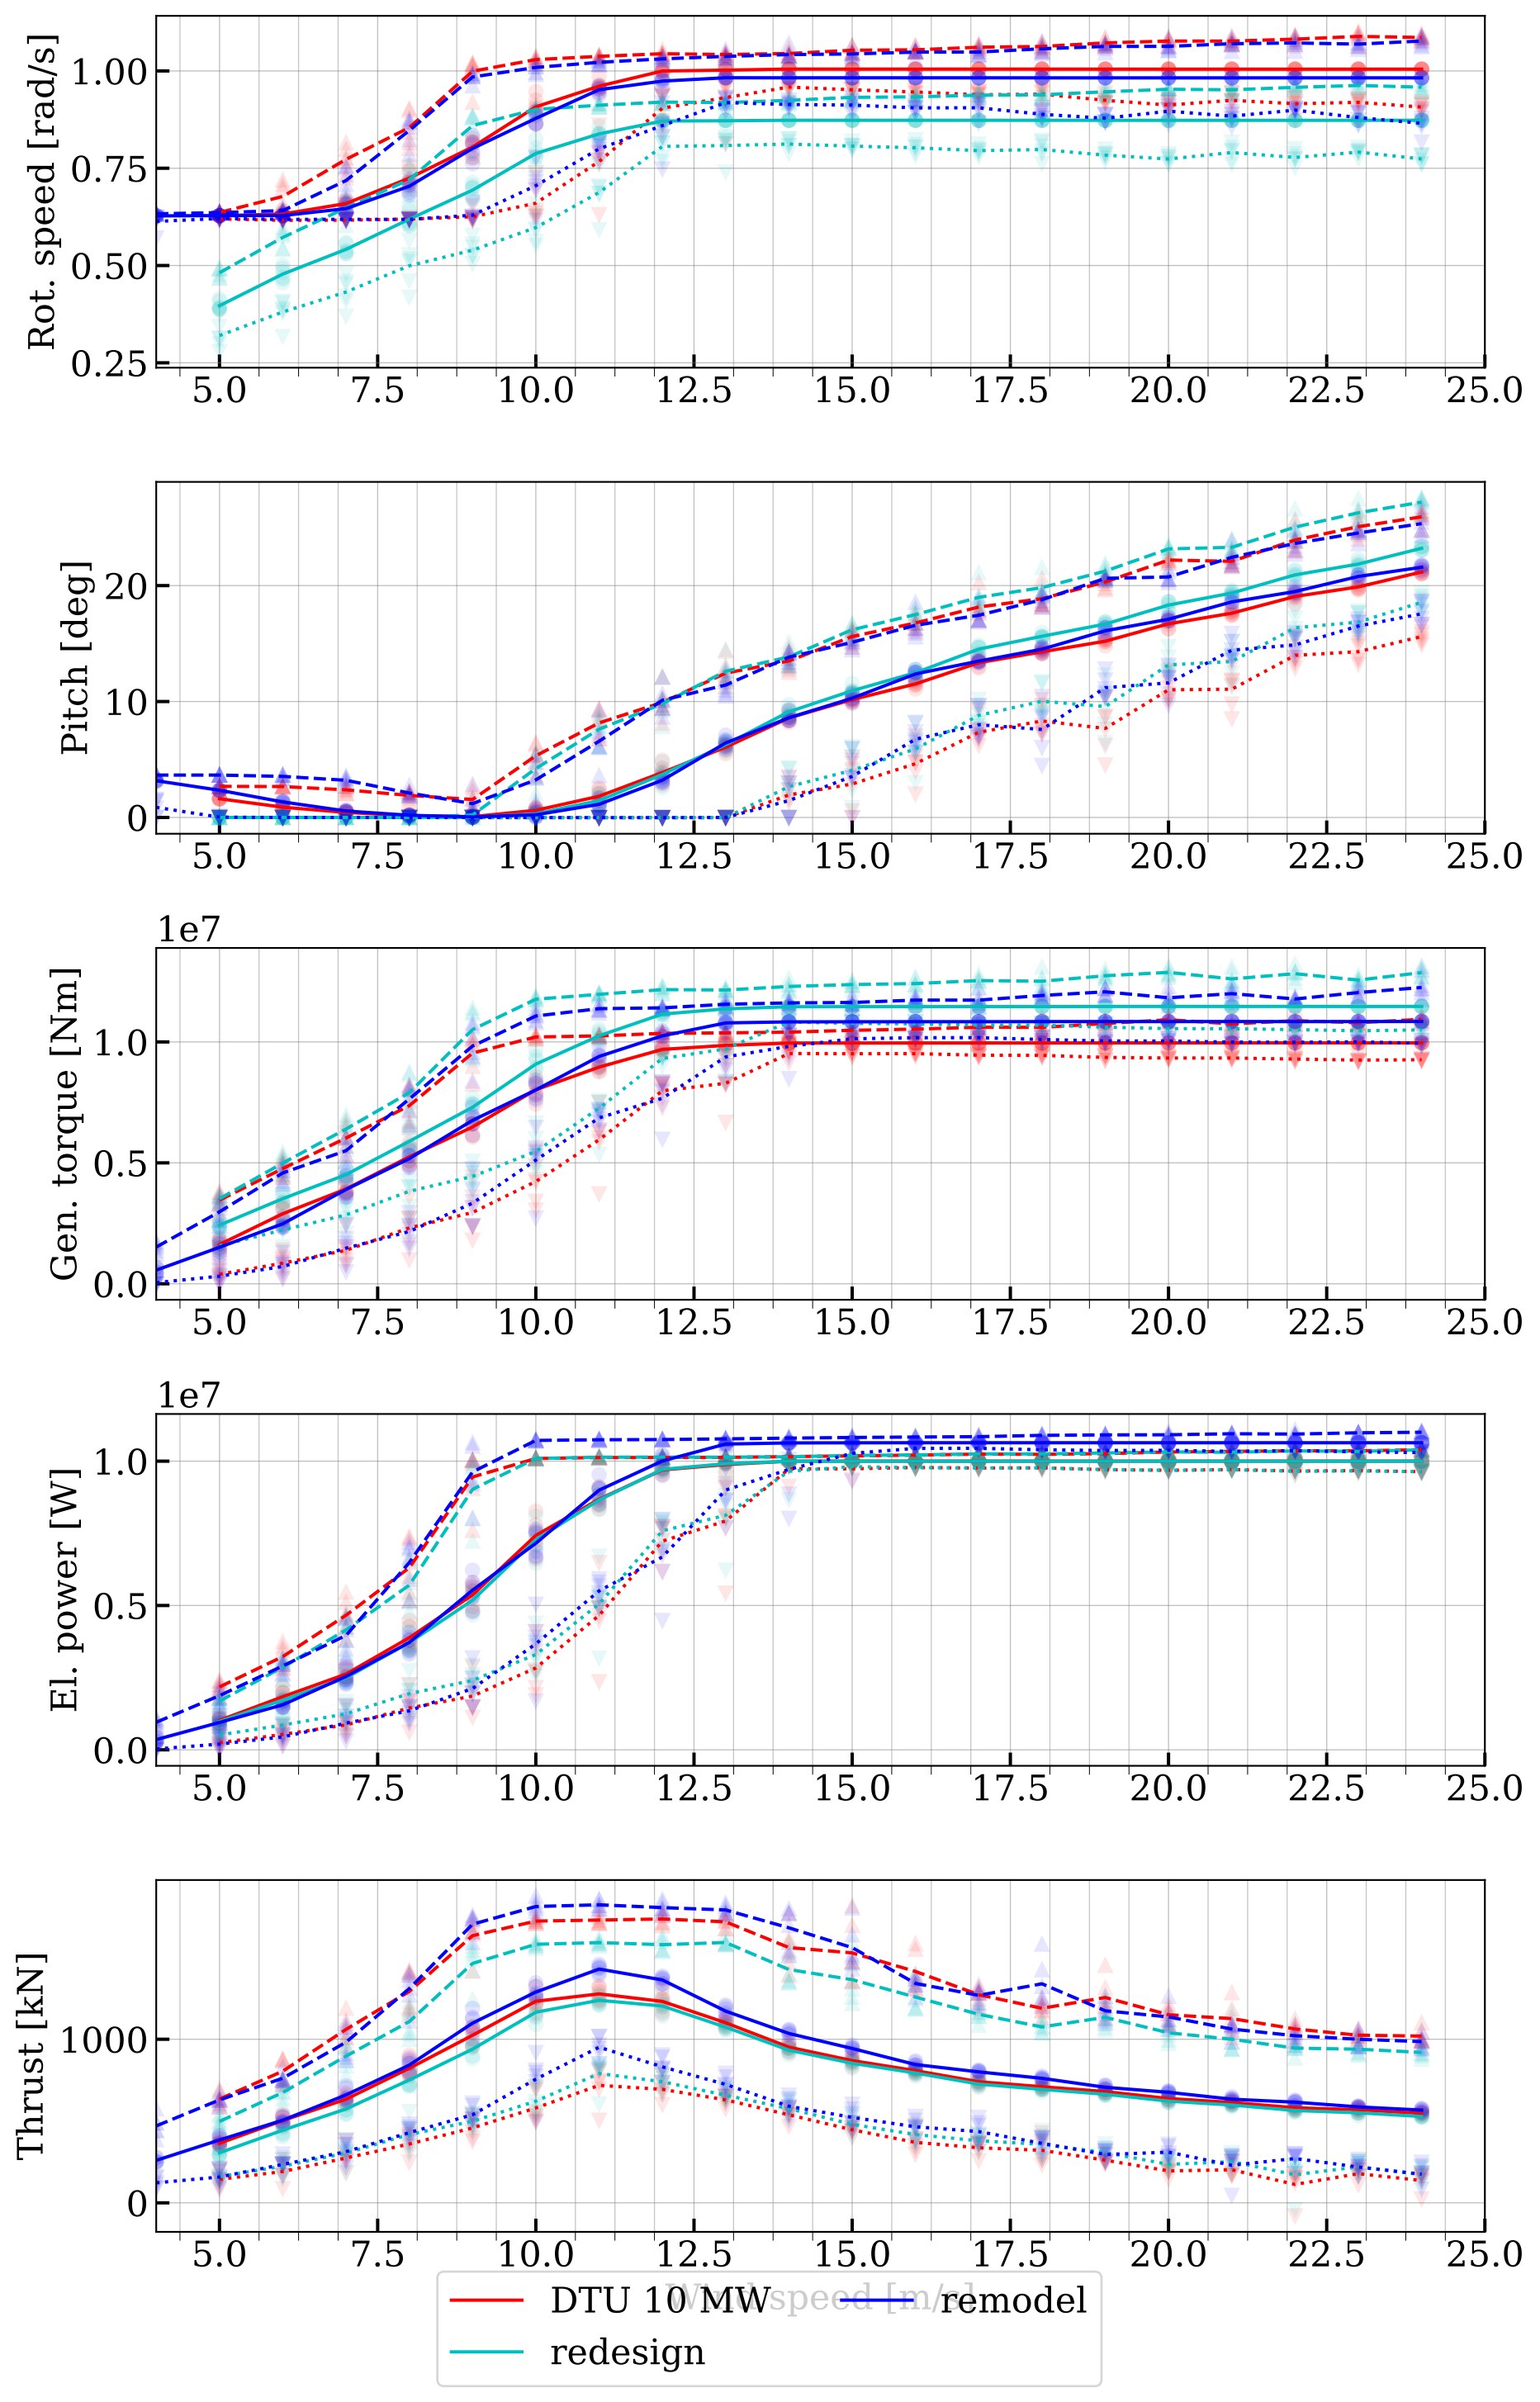 Rot. speed [rad/s]
1.00
0.75
0.50
0.25
5.0 7.5 10.0 12.5 15.0 17.5 20.0 22.5 25.0
Pitch [deg]
20
10
0
5.0 7.5 10.0 12.5 15.0 17.5 20.0 22.5 25.0
1e7
Gen. torque [Nm]
1.0
0.5
0.0
5.0 7.5 10.0 12.5 15.0 17.5 20.0 22.5 25.0
1e7
El. power [W]
1.0
0.5
0.0
5.0 7.5 10.0 12.5 15.0 17.5 20.0 22.5 25.0
Thrust [kN]
1000
0
5.0 7.5 10.0 12.5 15.0 17.5 20.0 22.5 25.0
Wind speed [m/s]
DTU 10 MW remodel
redesign